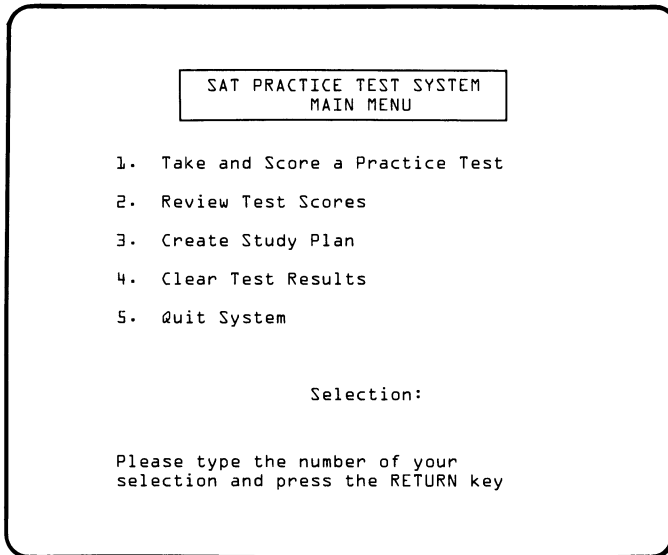 SAT PRACTICE TEST SYSTEM
MAIN MENU
1. Take and Score a Practice Test
2. Review Test Scores
3. Create Study Plan
4. Clear Test Results
5. Quit System
Selection:
Please type the number of your
selection and press the RETURN key